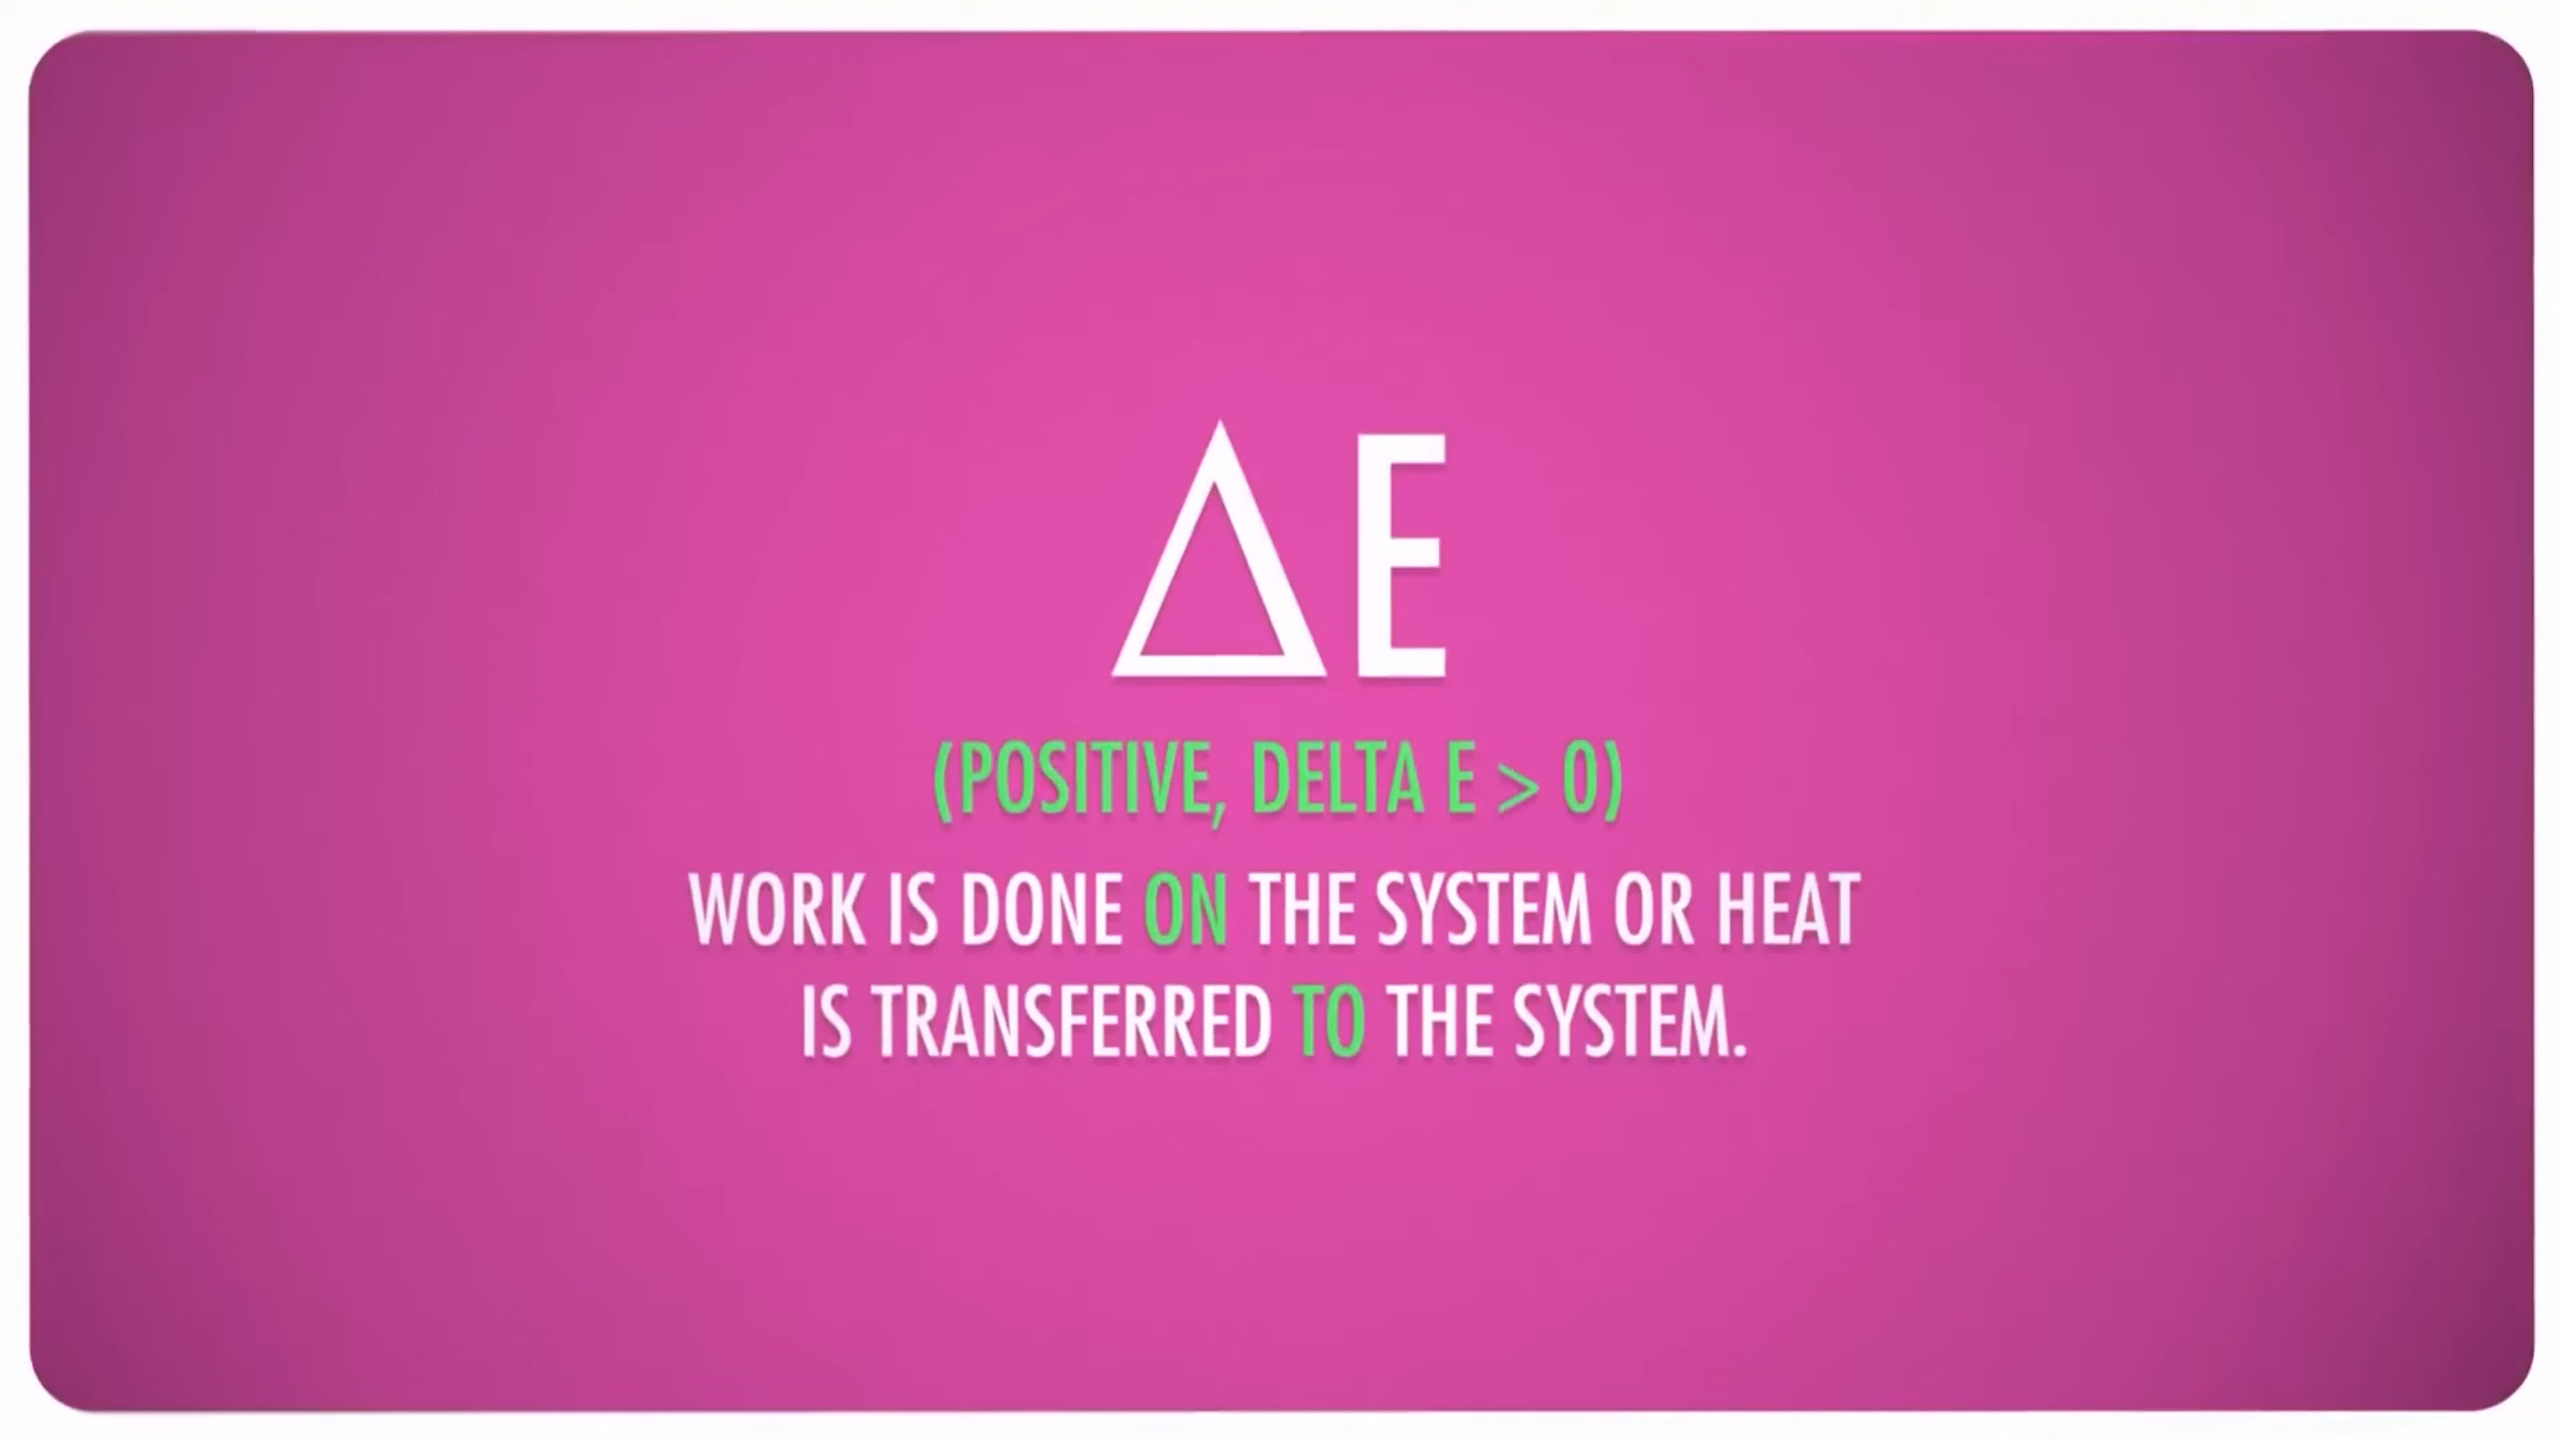 ΔE
(POSITIVE, DELTA E > 0)
WORK IS DONE ON THE SYSTEM OR HEAT
IS TRANSFERRED TO THE SYSTEM.